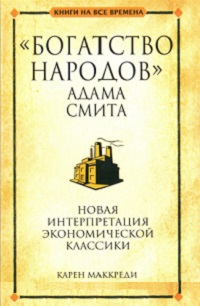 КНИГИ НА ВСЕ ВРЕМЕНА
«БОГАТСТВО
НАРОДОВ»
АДАМА
СМИТА
НОВАЯ
ИНТЕРПРЕТАЦИЯ
ЭКОНОМИЧЕСКОЙ
КЛАССИКИ
КАРЕН МАККРЕДИ